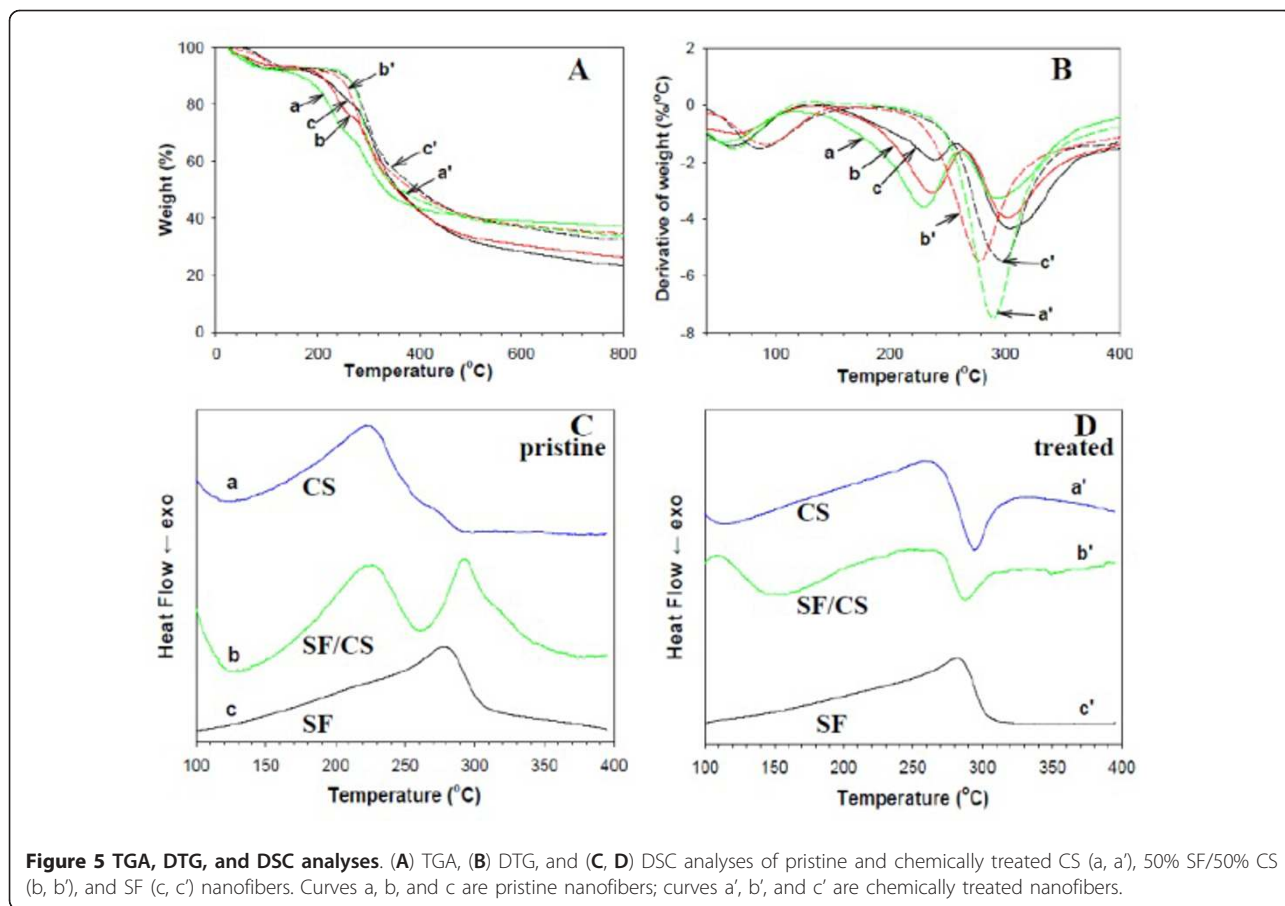 A
100
80
60
40
20
0
Weight (%)
b'
a
c
b
c'
a'
0 200 400 600 800
Temperature (°C)
B
2
0
-2
-4
-6
-8
Derivative of weight (%/°C)
a
b
c
b'
c'
a'
100 200 300 400
Temperature (°C)
C
pristine
Heat Flow ← exo
a
CS
b
SF/CS
c
SF
100 150 200 250 300 350 400
Temperature (°C)
D
treated
Heat Flow ← exo
a'
CS
b'
SF/CS
c'
SF
100 150 200 250 300 350 400
Temperature (°C)
Figure 5 TGA, DTG, and DSC analyses. (A) TGA, (B) DTG, and (C, D) DSC analyses of pristine and chemically treated CS (a, a'), 50% SF/50% CS
(b, b'), and SF (c, c') nanofibers. Curves a, b, and c are pristine nanofibers; curves a', b', and c' are chemically treated nanofibers.